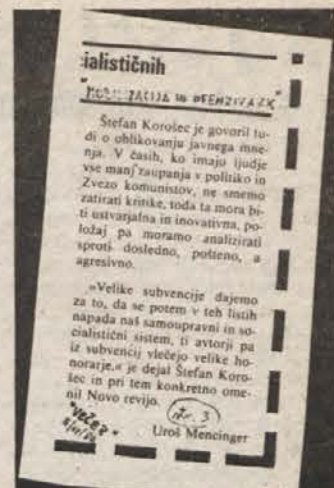 ialističnih
"MOBILIZACIJA IN OFENZIVA ZK"
Štefan Korošec je govoril tu-
di o oblikovanju javnega mne-
nja. V časih, ko imajo ljudje
vse manj zaupanja v politiko in
Zvezo komunistov, ne smemo
zatirati kritike, toda ta mora bi-
ti ustvarjalna in inovativna, po-
ložaj pa moramo analizirati
sproti dosledno, pošteno, a
agresivno.
»Velike subvencije dajemo
za to, da se potem v teh listih
napada naš samoupravni in so-
cialistični sistem, ti avtorji pa
iz subvencij vlečejo velike ho-
norarje,« je dejal Štefan Koro-
šec in pri tem konkretno ome-
nil Novo revijo.
Uroš Mencinger
"VEČER"